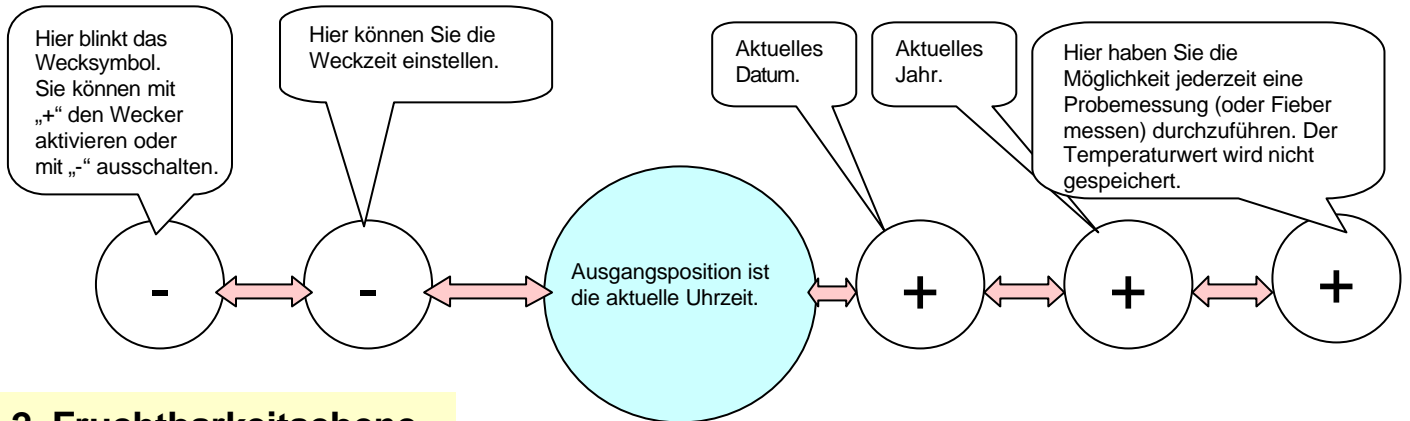 Hier blinkt das
Wecksymbol.
Sie können mit
„+“ den Wecker
aktivieren oder
mit „-“ ausschalten.
Hier können Sie die
Weckzeit einstellen.
Aktuelles
Datum.
Aktuelles
Jahr.
Hier haben Sie die
Möglichkeit jederzeit eine
Probemessung (oder Fieber
messen) durchzuführen. Der
Temperaturwert wird nicht
gespeichert.
-
-
Ausgangsposition ist
die aktuelle Uhrzeit.
+
+
+
2. Fruchtbarkeitsebene